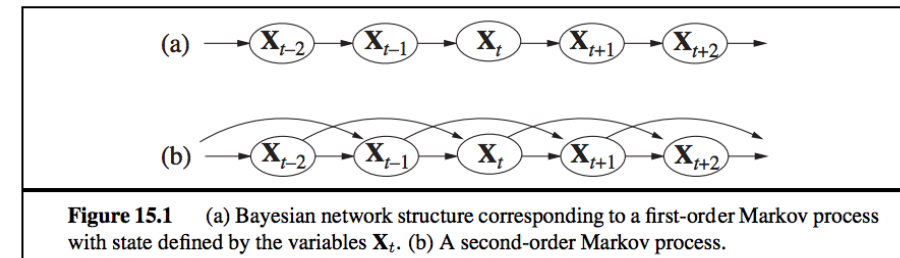 (a) X_{t–2} X_{t–1} X_t X_{t+1} X_{t+2}
(b) X_{t–2} X_{t–1} X_t X_{t+1} X_{t+2}
Figure 15.1 (a) Bayesian network structure corresponding to a first-order Markov process
with state defined by the variables X_t. (b) A second-order Markov process.